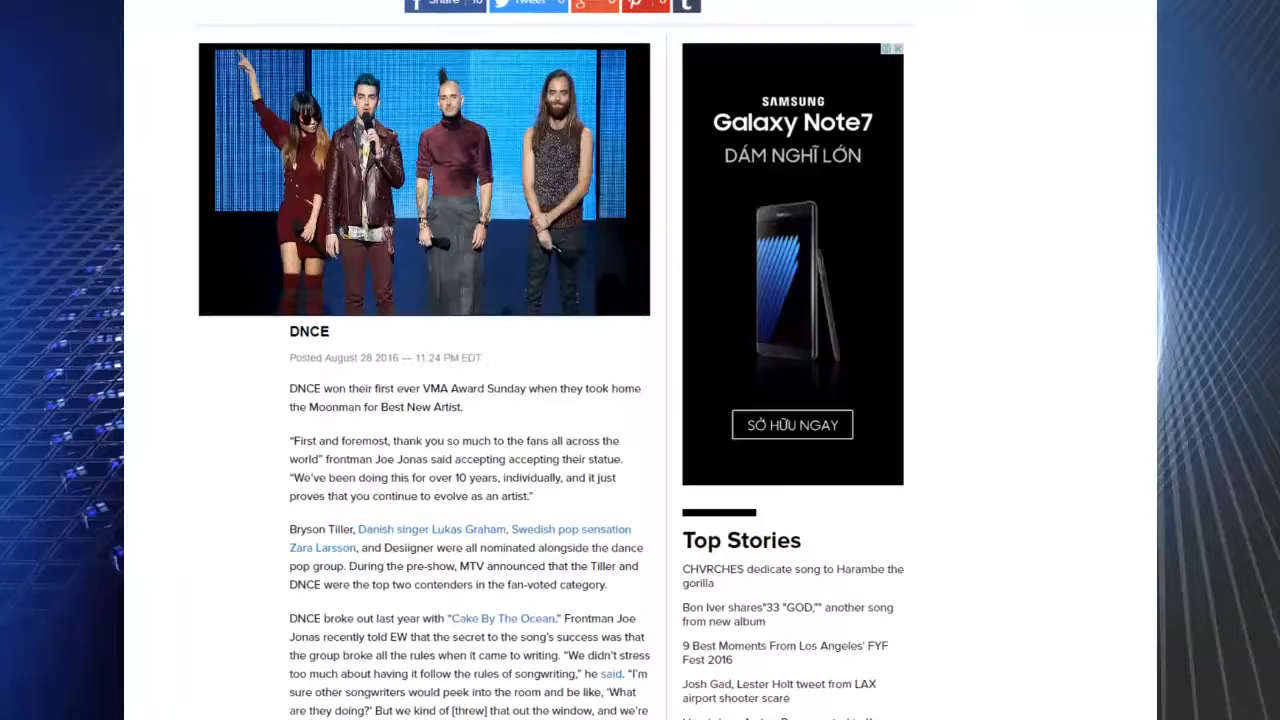 Share 10 Tweet 0 0 0
DNCE
Posted August 28 2016 — 11:24 PM EDT
DNCE won their first ever VMA Award Sunday when they took home
the Moonman for Best New Artist.
“First and foremost, thank you so much to the fans all across the
world” frontman Joe Jonas said accepting accepting their statue.
“We’ve been doing this for over 10 years, individually, and it just
proves that you continue to evolve as an artist.”
Bryson Tiller, Danish singer Lukas Graham, Swedish pop sensation
Zara Larsson, and Desiigner were all nominated alongside the dance
pop group. During the pre-show, MTV announced that the Tiller and
DNCE were the top two contenders in the fan-voted category.
DNCE broke out last year with “Cake By The Ocean.” Frontman Joe
Jonas recently told EW that the secret to the song’s success was that
the group broke all the rules when it came to writing. “We didn’t stress
too much about having it follow the rules of songwriting,” he said. “I’m
sure other songwriters would peek into the room and be like, ‘What
are they doing?’ But we kind of [threw] that out the window, and we’re
SAMSUNG
Galaxy Note7
DÁM NGHĨ LỚN
SỞ HỮU NGAY
Top Stories
CHVRCHES dedicate song to Harambe the
gorilla
Bon Iver shares"33 "GOD,"" another song
from new album
9 Best Moments From Los Angeles’ FYF
Fest 2016
Josh Gad, Lester Holt tweet from LAX
airport shooter scare